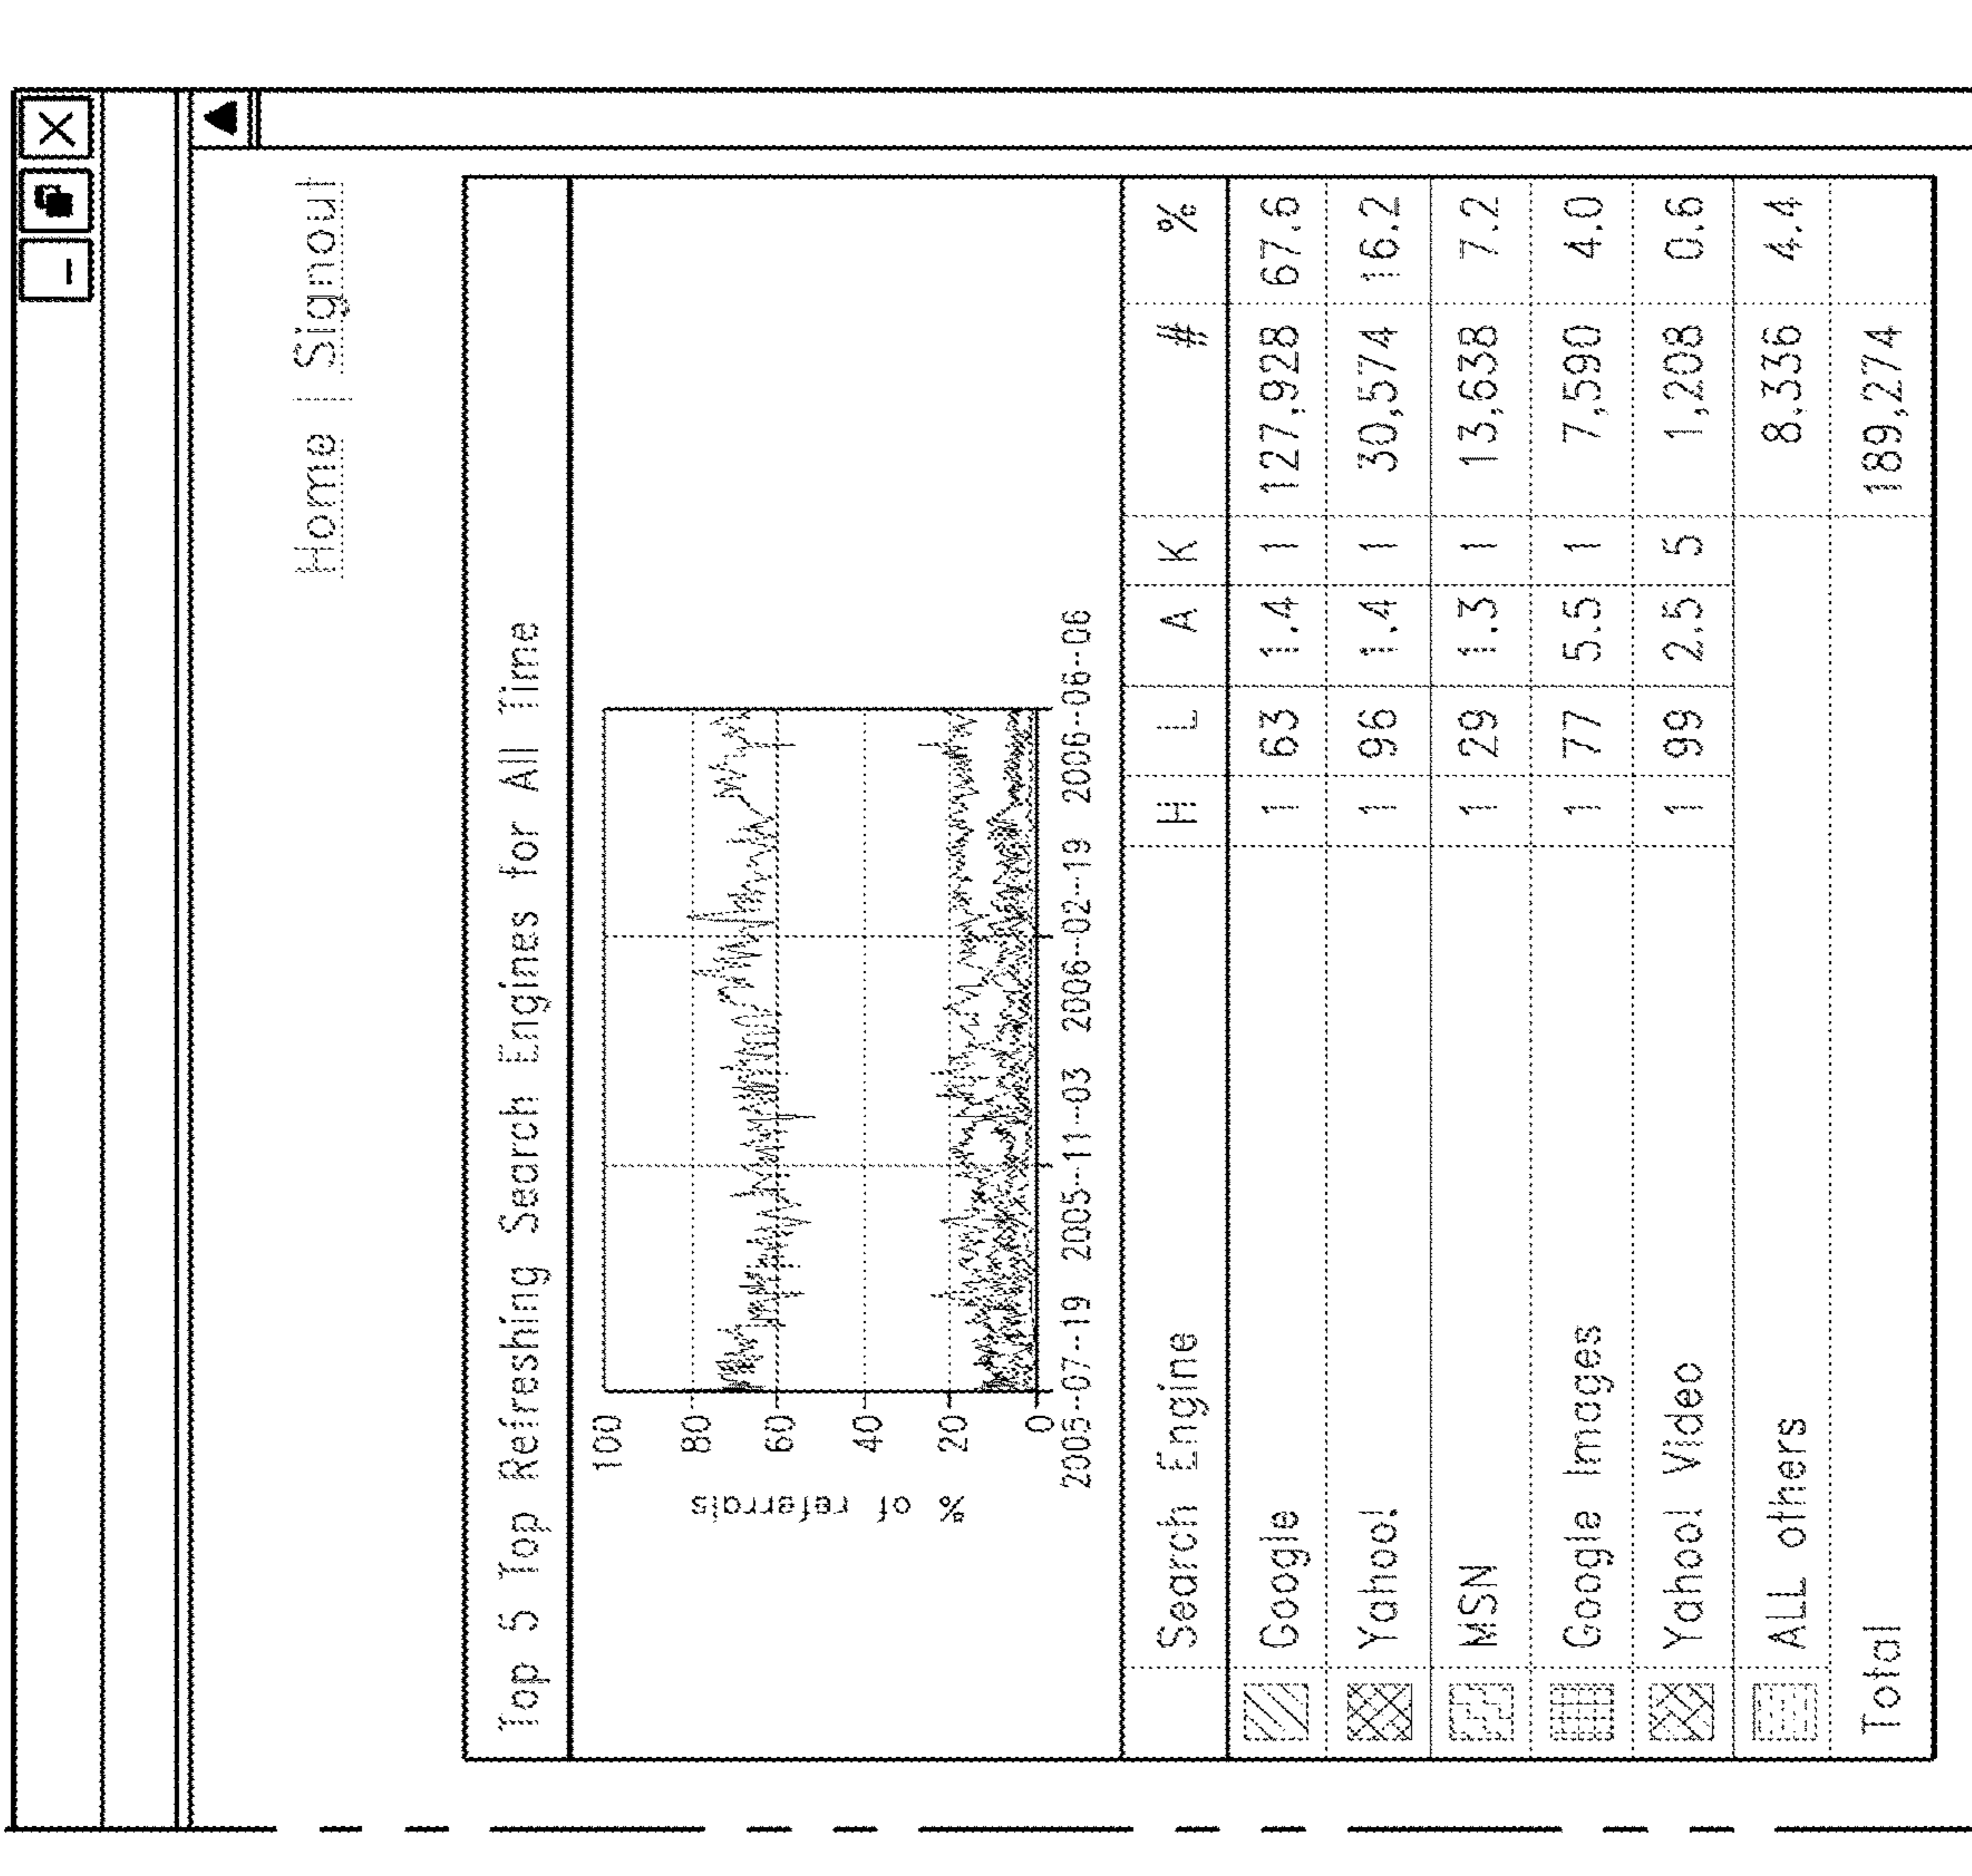 Home | Signout
Top 5 Top Refreshing Search Engines for All Time
% of referrals
100
80
60
40
20
0
2005--07--19 2005--11--03 2006--02--19 2006--06--06
Search Engine H L A K # %
Google 1 63 1.4 1 127,928 67.6
Yahoo! 1 96 1.4 1 30,574 16.2
MSN 1 29 1.3 1 13,638 7.2
Google Images 1 77 5.5 1 7,590 4.0
Yahoo! Video 1 99 2.5 5 1,208 0.6
ALL others 8.336 4.4
Total 189,274